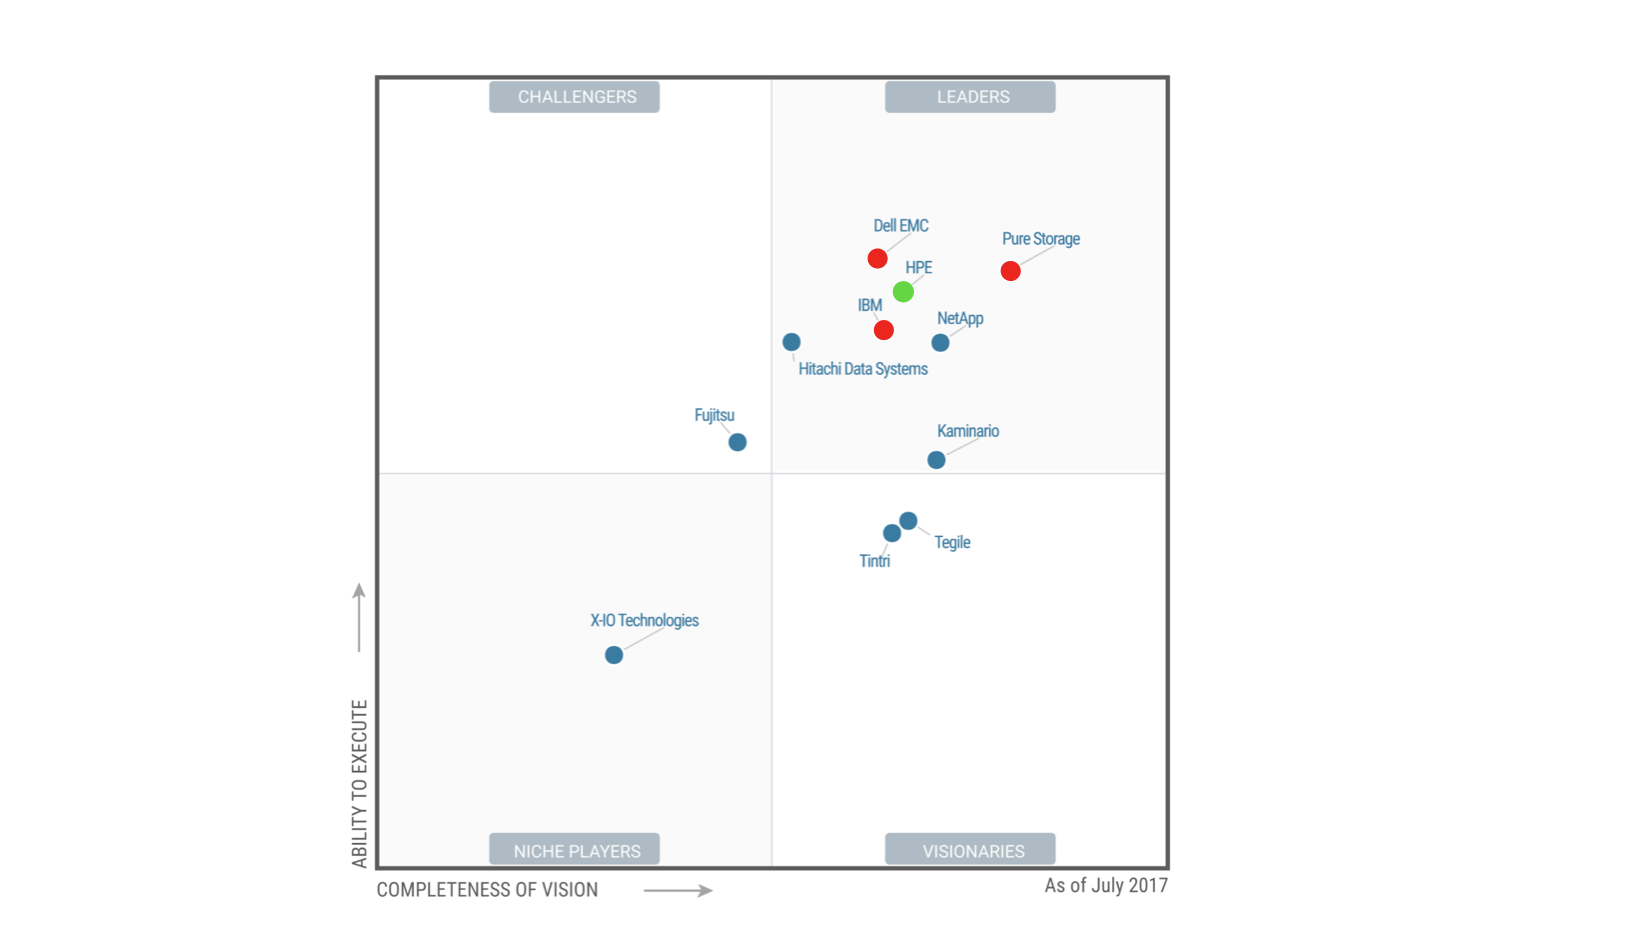 CHALLENGERS
LEADERS
Dell EMC
Pure Storage
HPE
IBM
NetApp
Hitachi Data Systems
Fujitsu
Kaminario
Tegile
Tintri
X-IO Technologies
ABILITY TO EXECUTE
NICHE PLAYERS
VISIONARIES
COMPLETENESS OF VISION
As of July 2017